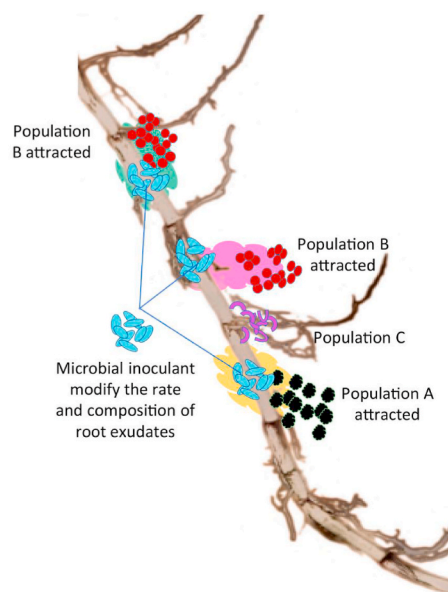 Population
B attracted
Population B
attracted
Population C
Population A
attracted
Microbial inoculant
modify the rate
and composition of
root exudates